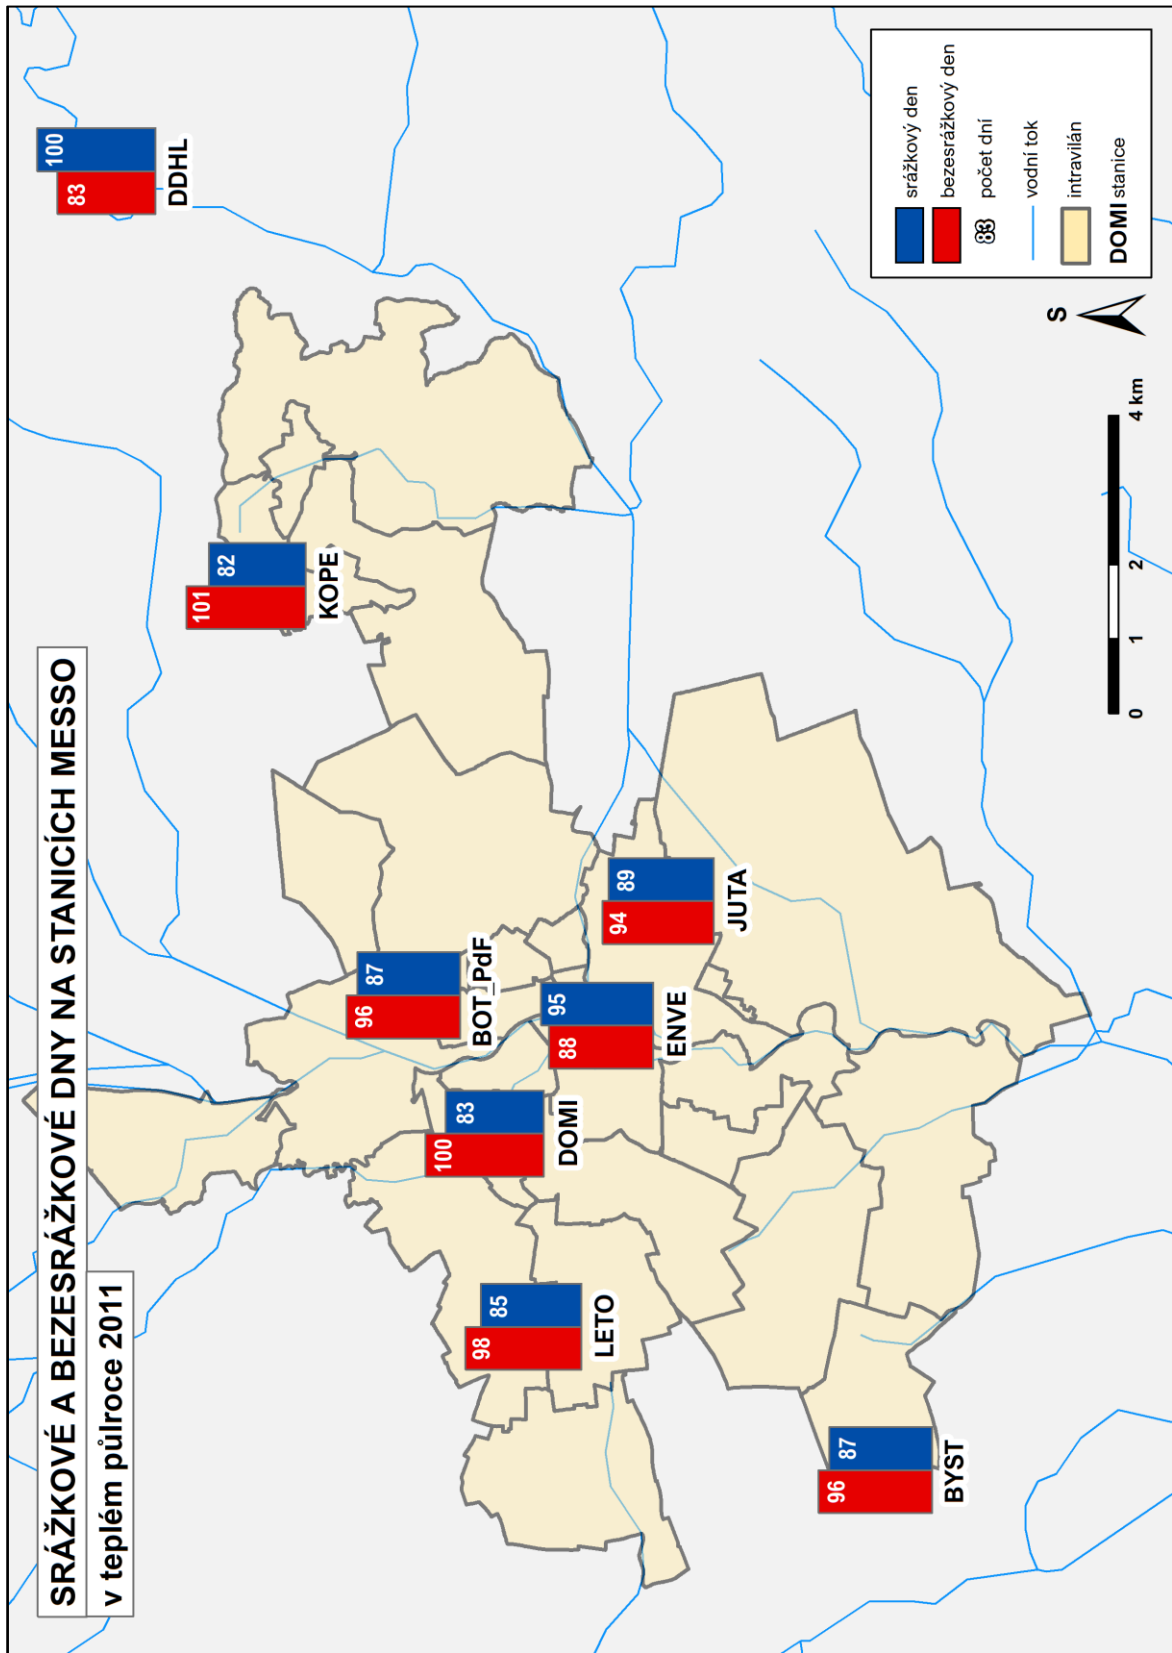 SRÁŽKOVÉ A BEZESRÁŽKOVÉ DNY NA STANICÍCH MESSO
v teplém půlroce 2011
83
100
DDHL
101
82
KOPE
96
87
BOT_PdF
100
83
DOMI
88
95
ENVE
94
89
JUTA
98
85
LETO
96
87
BYST
0 1 2 4 km
S
srážkový den
bezesrážkový den
83 počet dní
vodní tok
intravilán
DOMI stanice